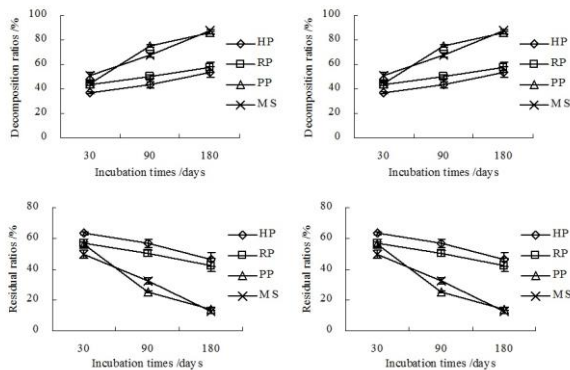 Decomposition ratios /%
100
80
60
40
20
0
30 90 180
Incubation times /days
HP
RP
PP
MS
Decomposition ratios /%
100
80
60
40
20
0
30 90 180
Incubation times /days
HP
RP
PP
MS
Residual ratios /%
80
60
40
20
0
30 90 180
Incubation times /days
HP
RP
PP
MS
Residual ratios /%
80
60
40
20
0
30 90 180
Incubation times /days
HP
RP
PP
MS